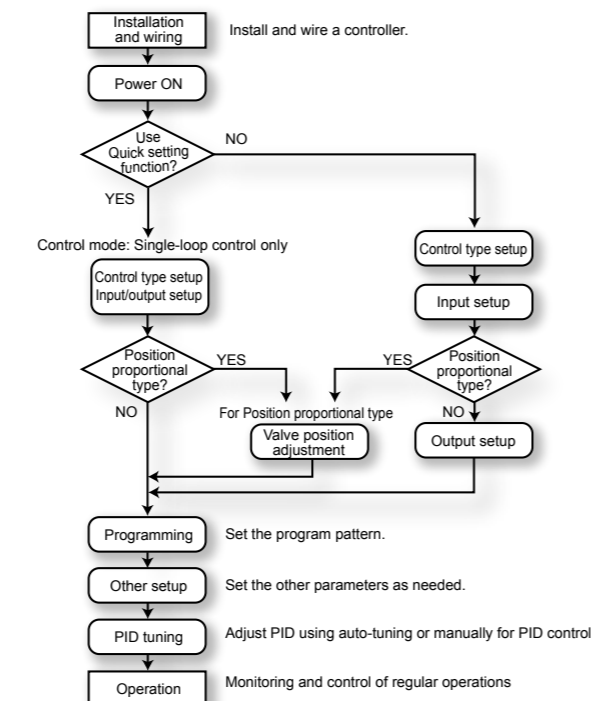 Installation
and wiring
Install and wire a controller.
Power ON
Use
Quick setting
function?
NO
YES
Control mode: Single-loop control only
Control type setup
Input/output setup
Control type setup
Input setup
Position
proportional
type?
YES
NO
YES
Position
proportional
type?
NO
For Position proportional type
Valve position
adjustment
Output setup
Programming
Set the program pattern.
Other setup
Set the other parameters as needed.
PID tuning
Adjust PID using auto-tuning or manually for PID control
Operation
Monitoring and control of regular operations